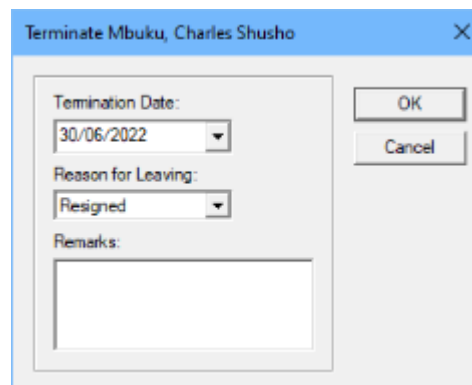 Terminate Mbuku, Charles Shusho
Termination Date:
30/06/2022
OK
Cancel
Reason for Leaving:
Resigned
Remarks: